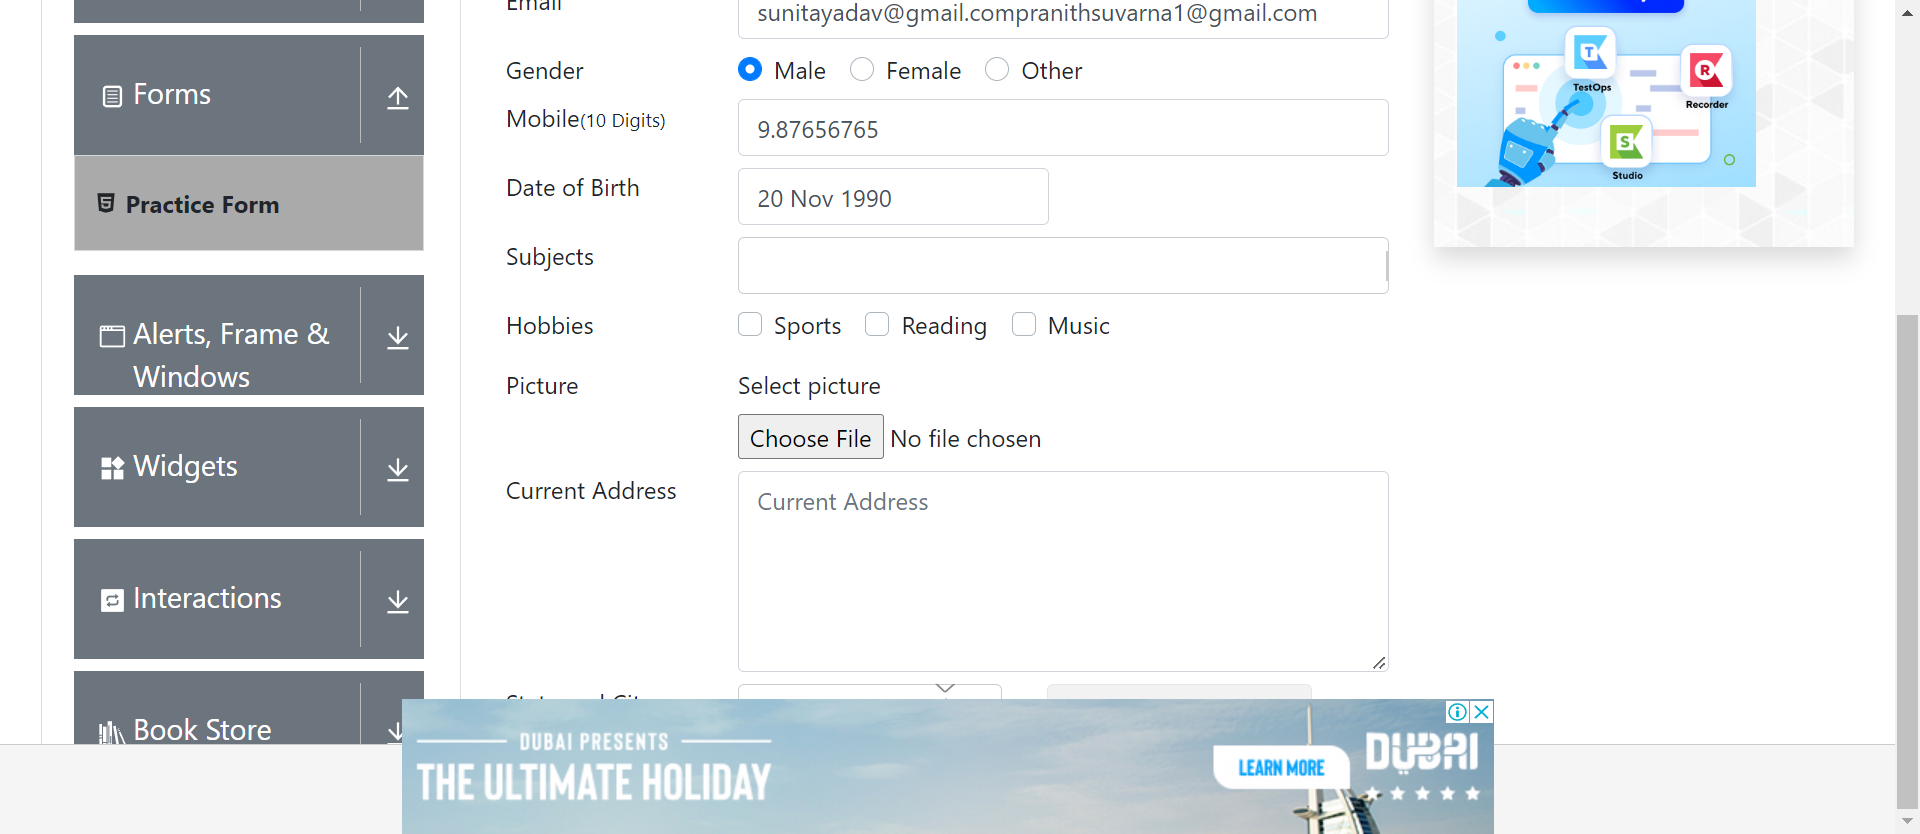 Email
sunitayadav@gmail.compranithsuvarna1@gmail.com
Forms
Gender
Male
Female
Other
Mobile(10 Digits)
9.87656765
Practice Form
Date of Birth
20 Nov 1990
Subjects
Alerts, Frame &
Windows
Hobbies
Sports
Reading
Music
Picture
Select picture
Choose File No file chosen
Widgets
Current Address
Current Address
Interactions
Book Store
TestOps
Recorder
Studio
DUBAI PRESENTS
THE ULTIMATE HOLIDAY
LEARN MORE
DUBAI